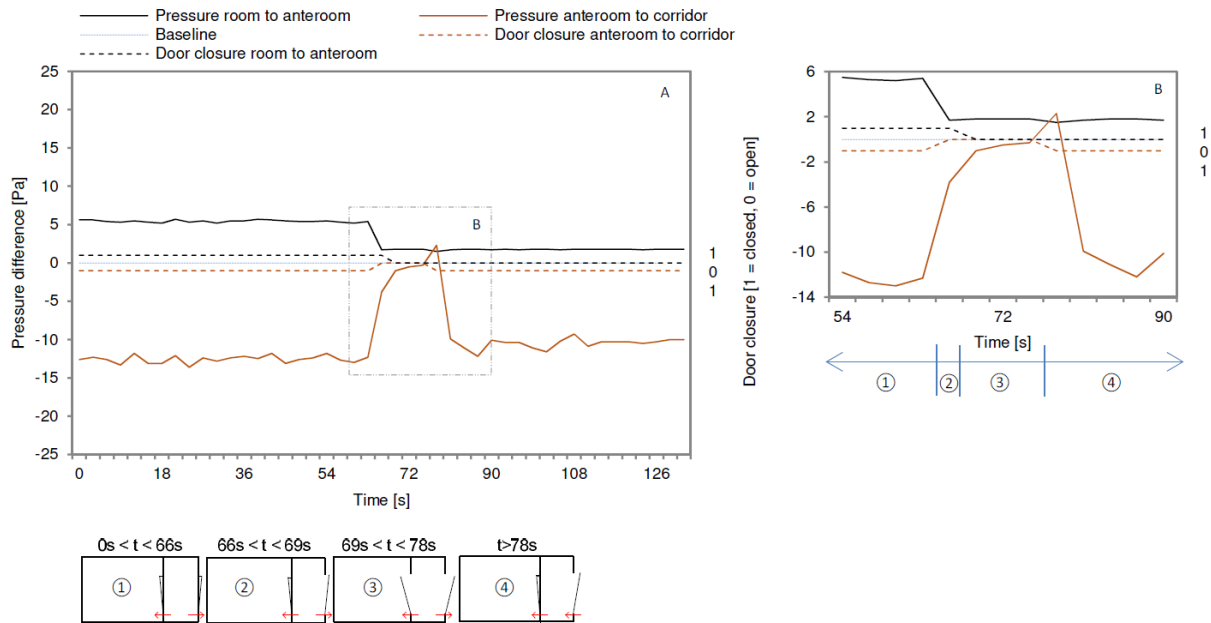 Pressure room to anteroom
Pressure anteroom to corridor
Baseline
Door closure anteroom to corridor
Door closure room to anteroom
Pressure difference [Pa]
25
20
15
10
5
0
-5
-10
-15
-20
-25
A
B
1
0
1
0 18 36 54 72 90 108 126
Time [s]
Door closure [1 = closed, 0 = open]
6
2
-2
-6
-10
-14
B
1
0
1
54 72 90
Time [s]
① ② ③ ④
0s < t < 66s 66s < t < 69s 69s < t < 78s t>78s
① ② ③ ④